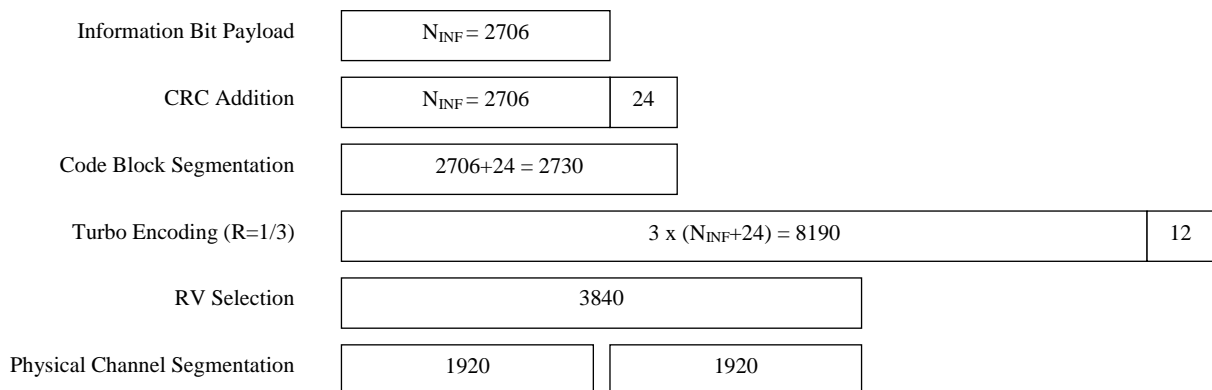 Information Bit Payload N_INF = 2706
CRC Addition N_INF = 2706 24
Code Block Segmentation 2706+24 = 2730
Turbo Encoding (R=1/3) 3 x (N_INF+24) = 8190 12
RV Selection 3840
Physical Channel Segmentation 1920 1920